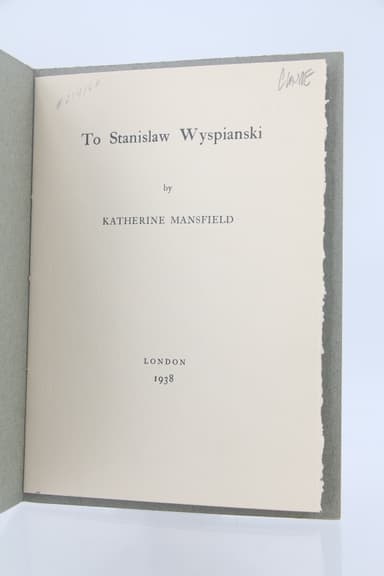 To Stanislaw Wyspianski
by
KATHERINE MANSFIELD
LONDON
1938